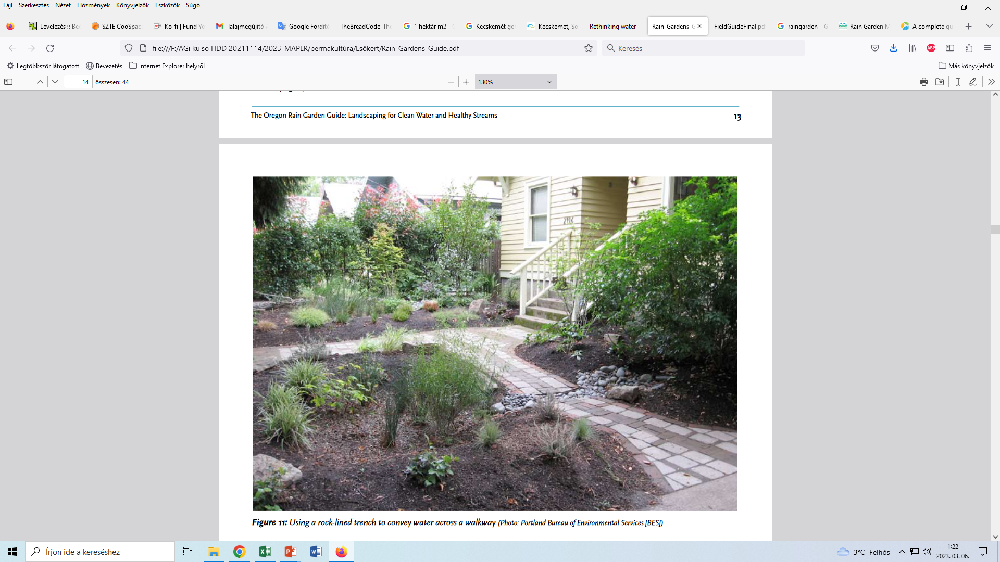 Fájl Szerkesztés Nézet Előzmények Könyvjelzők Eszközök Súgó
Levelezés :: Be
SZTE CooSpac
Ko-fi | Fund Yo
Talajmegújító
Google Fordító
TheBreadCode-The
1 hektár m2 -
Kecskemét ger
Kecskemét, So
Rethinking water
Rain-Gardens-G
FieldGuideFinal.pd
raingarden – G
Rain Garden M
A complete gu
file:///F:/AGi kulso HDD 20211114/2023_MAPER/permakultúra/Esőkert/Rain-Gardens-Guide.pdf
Keresés
ABP
Legtöbbször látogatott Bevezetés Internet Explorer helyről Más könyvjelzők
14 összesen: 44 130%
The Oregon Rain Garden Guide: Landscaping for Clean Water and Healthy Streams 13
2916
Figure 11: Using a rock-lined trench to convey water across a walkway (Photo: Portland Bureau of Environmental Services [BES])
Írjon ide a kereséshez
3°C Felhős
1:22
2023. 03. 06.